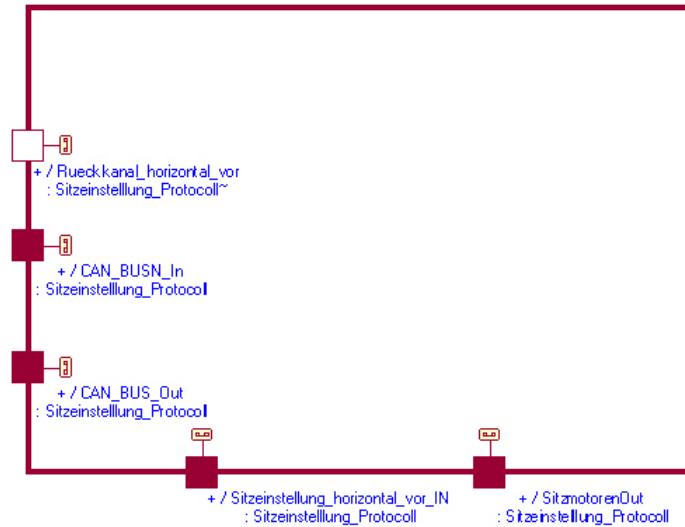 + / Rueckkanal_horizontal_vor
: Sitzeinstelllung_Protocoll~
+ / CAN_BUSN_In
: Sitzeinstelllung_Protocoll
+ / CAN_BUS_Out
: Sitzeinstelllung_Protocoll
+ / Sitzeinstellung_horizontal_vor_IN
: Sitzeinstelllung_Protocoll
+ / SitzmotorenOut
: Sitzeinstelllung_Protocoll